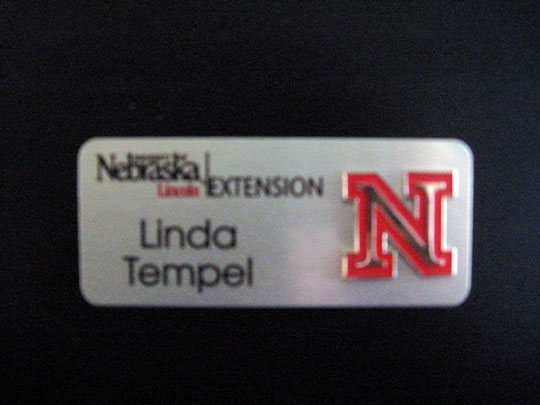 Nebraska
Lincoln
EXTENSION
Linda
Tempel
N